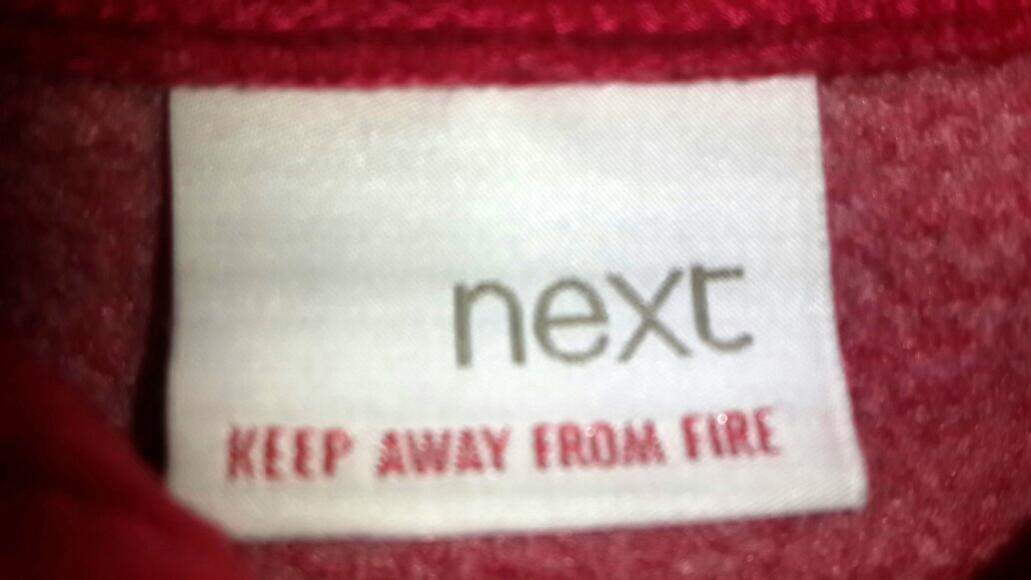 next
KEEP AWAY FROM FIRE